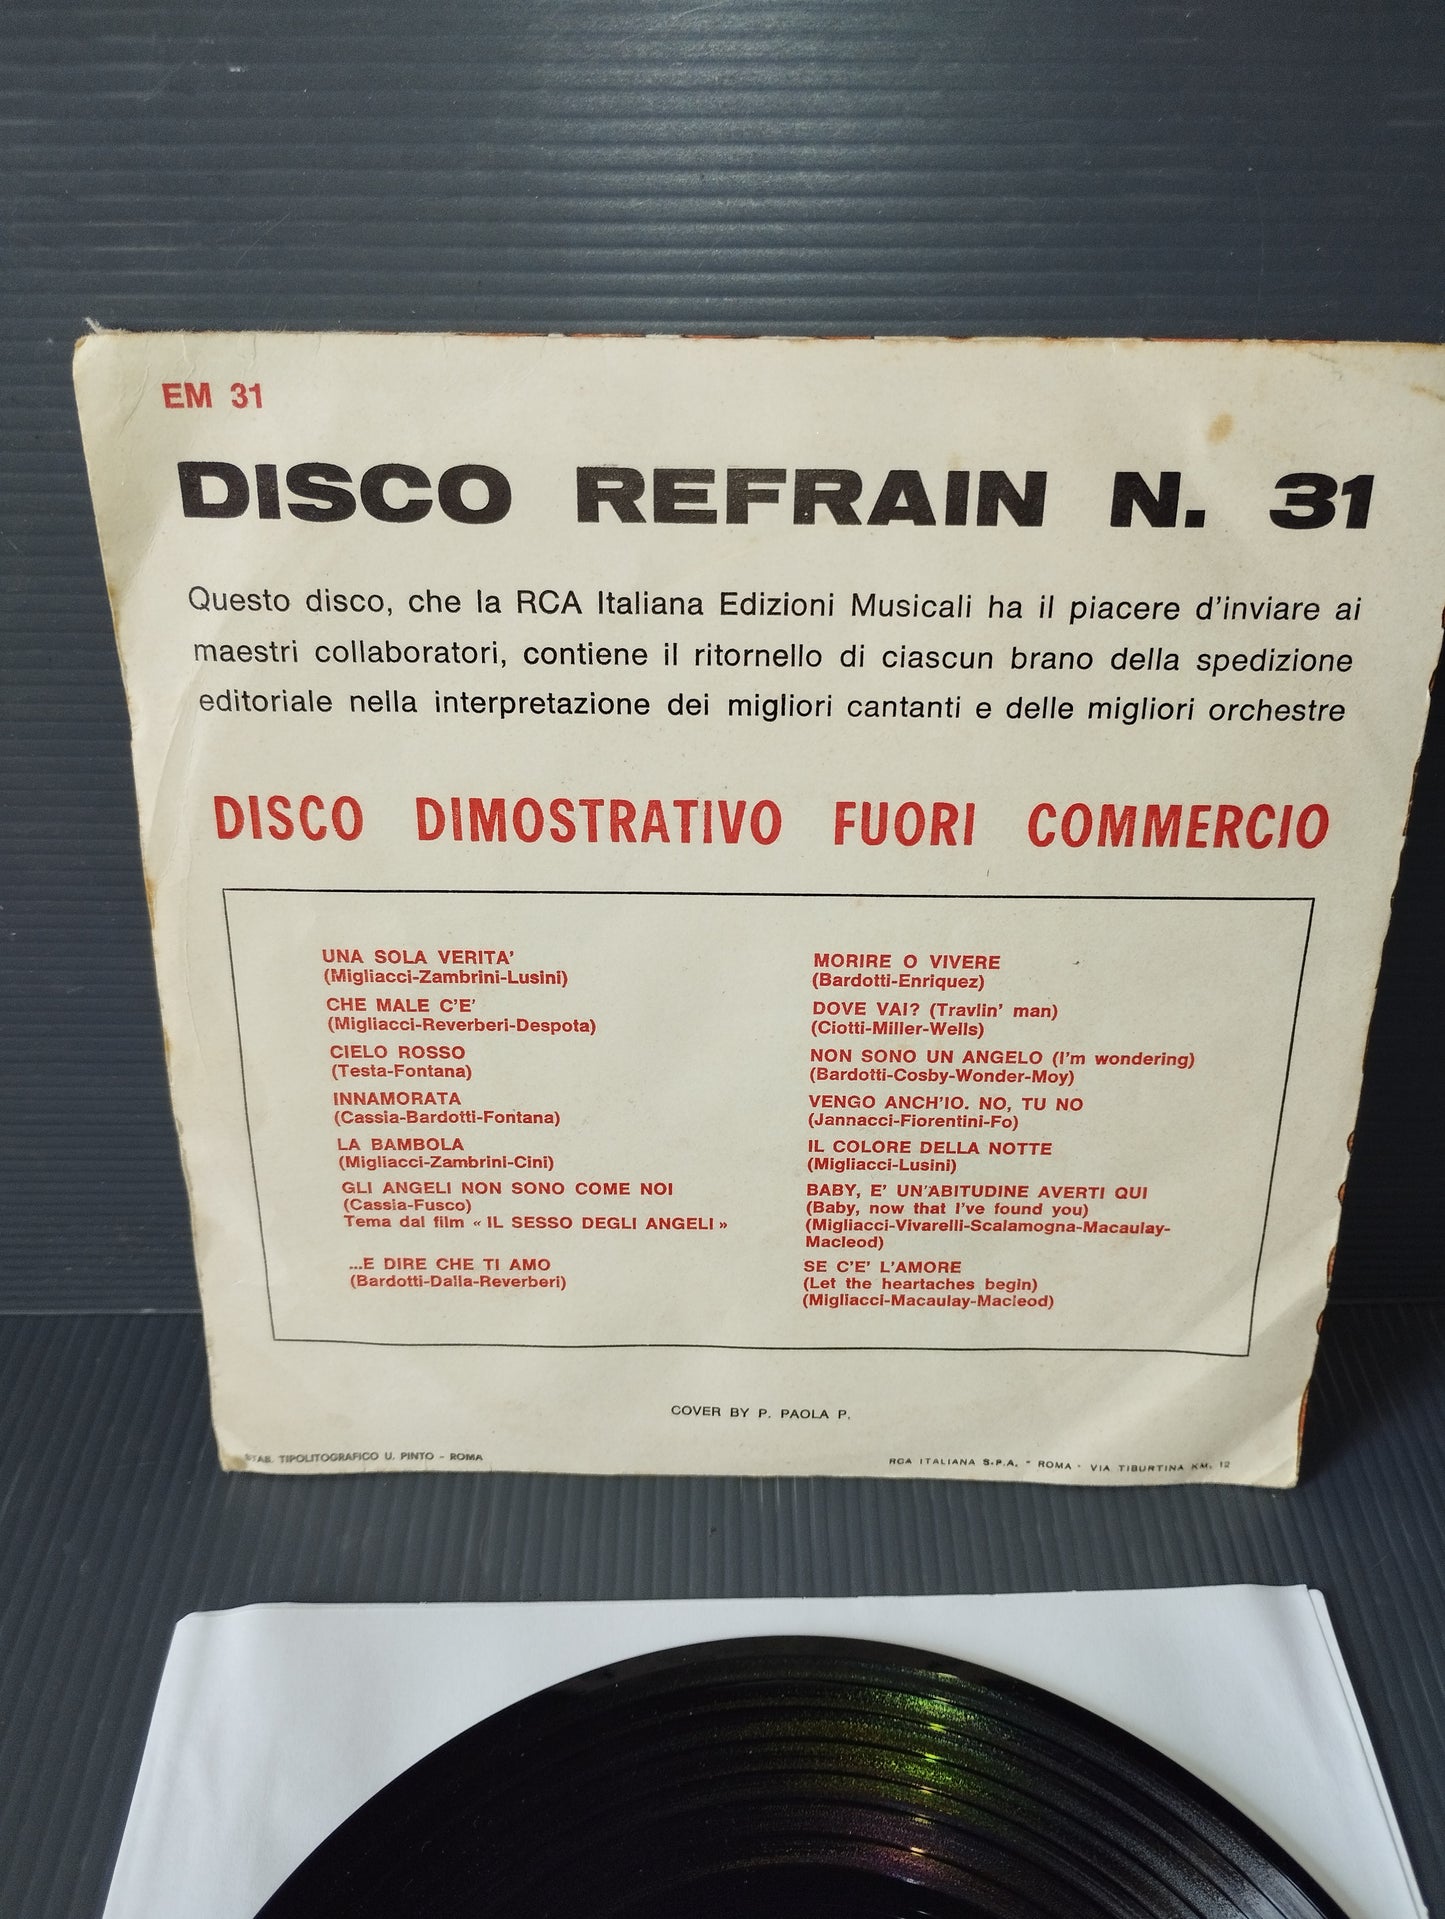 EM 31
DISCO REFRAIN N. 31
Questo disco, che la RCA Italiana Edizioni Musicali ha il piacere d'inviare ai
maestri collaboratori, contiene il ritornello di ciascun brano della spedizione
editoriale nella interpretazione dei migliori cantanti e delle migliori orchestre
DISCO DIMOSTRATIVO FUORI COMMERCIO
UNA SOLA VERITA'
(Migliacci-Zambrini-Lusini)
CHE MALE C'E'
(Migliacci-Reverberi-Despota)
CIELO ROSSO
(Testa-Fontana)
INNAMORATA
(Cassia-Bardotti-Fontana)
LA BAMBOLA
(Migliacci-Zambrini-Cini)
GLI ANGELI NON SONO COME NOI
(Cassia-Fusco)
Tema dal film « IL SESSO DEGLI ANGELI »
...E DIRE CHE TI AMO
(Bardotti-Dalla-Reverberi)
MORIRE O VIVERE
(Bardotti-Enriquez)
DOVE VAI? (Travlin' man)
(Ciotti-Miller-Wells)
NON SONO UN ANGELO (I'm wondering)
(Bardotti-Cosby-Wonder-Moy)
VENGO ANCH'IO. NO, TU NO
(Jannacci-Fiorentini-Fo)
IL COLORE DELLA NOTTE
(Migliacci-Lusini)
BABY, E' UN'ABITUDINE AVERTI QUI
(Baby, now that I've found you)
(Migliacci-Vivarelli-Scalamogna-Macaulay-
Macleod)
SE C'E' L'AMORE
(Let the heartaches begin)
(Migliacci-Macaulay-Macleod)
COVER BY P. PAOLA P.
STAB. TIPOLITOGRAFICO U. PINTO - ROMA
RCA ITALIANA S.P.A. - ROMA - VIA TIBURTINA KM. 12